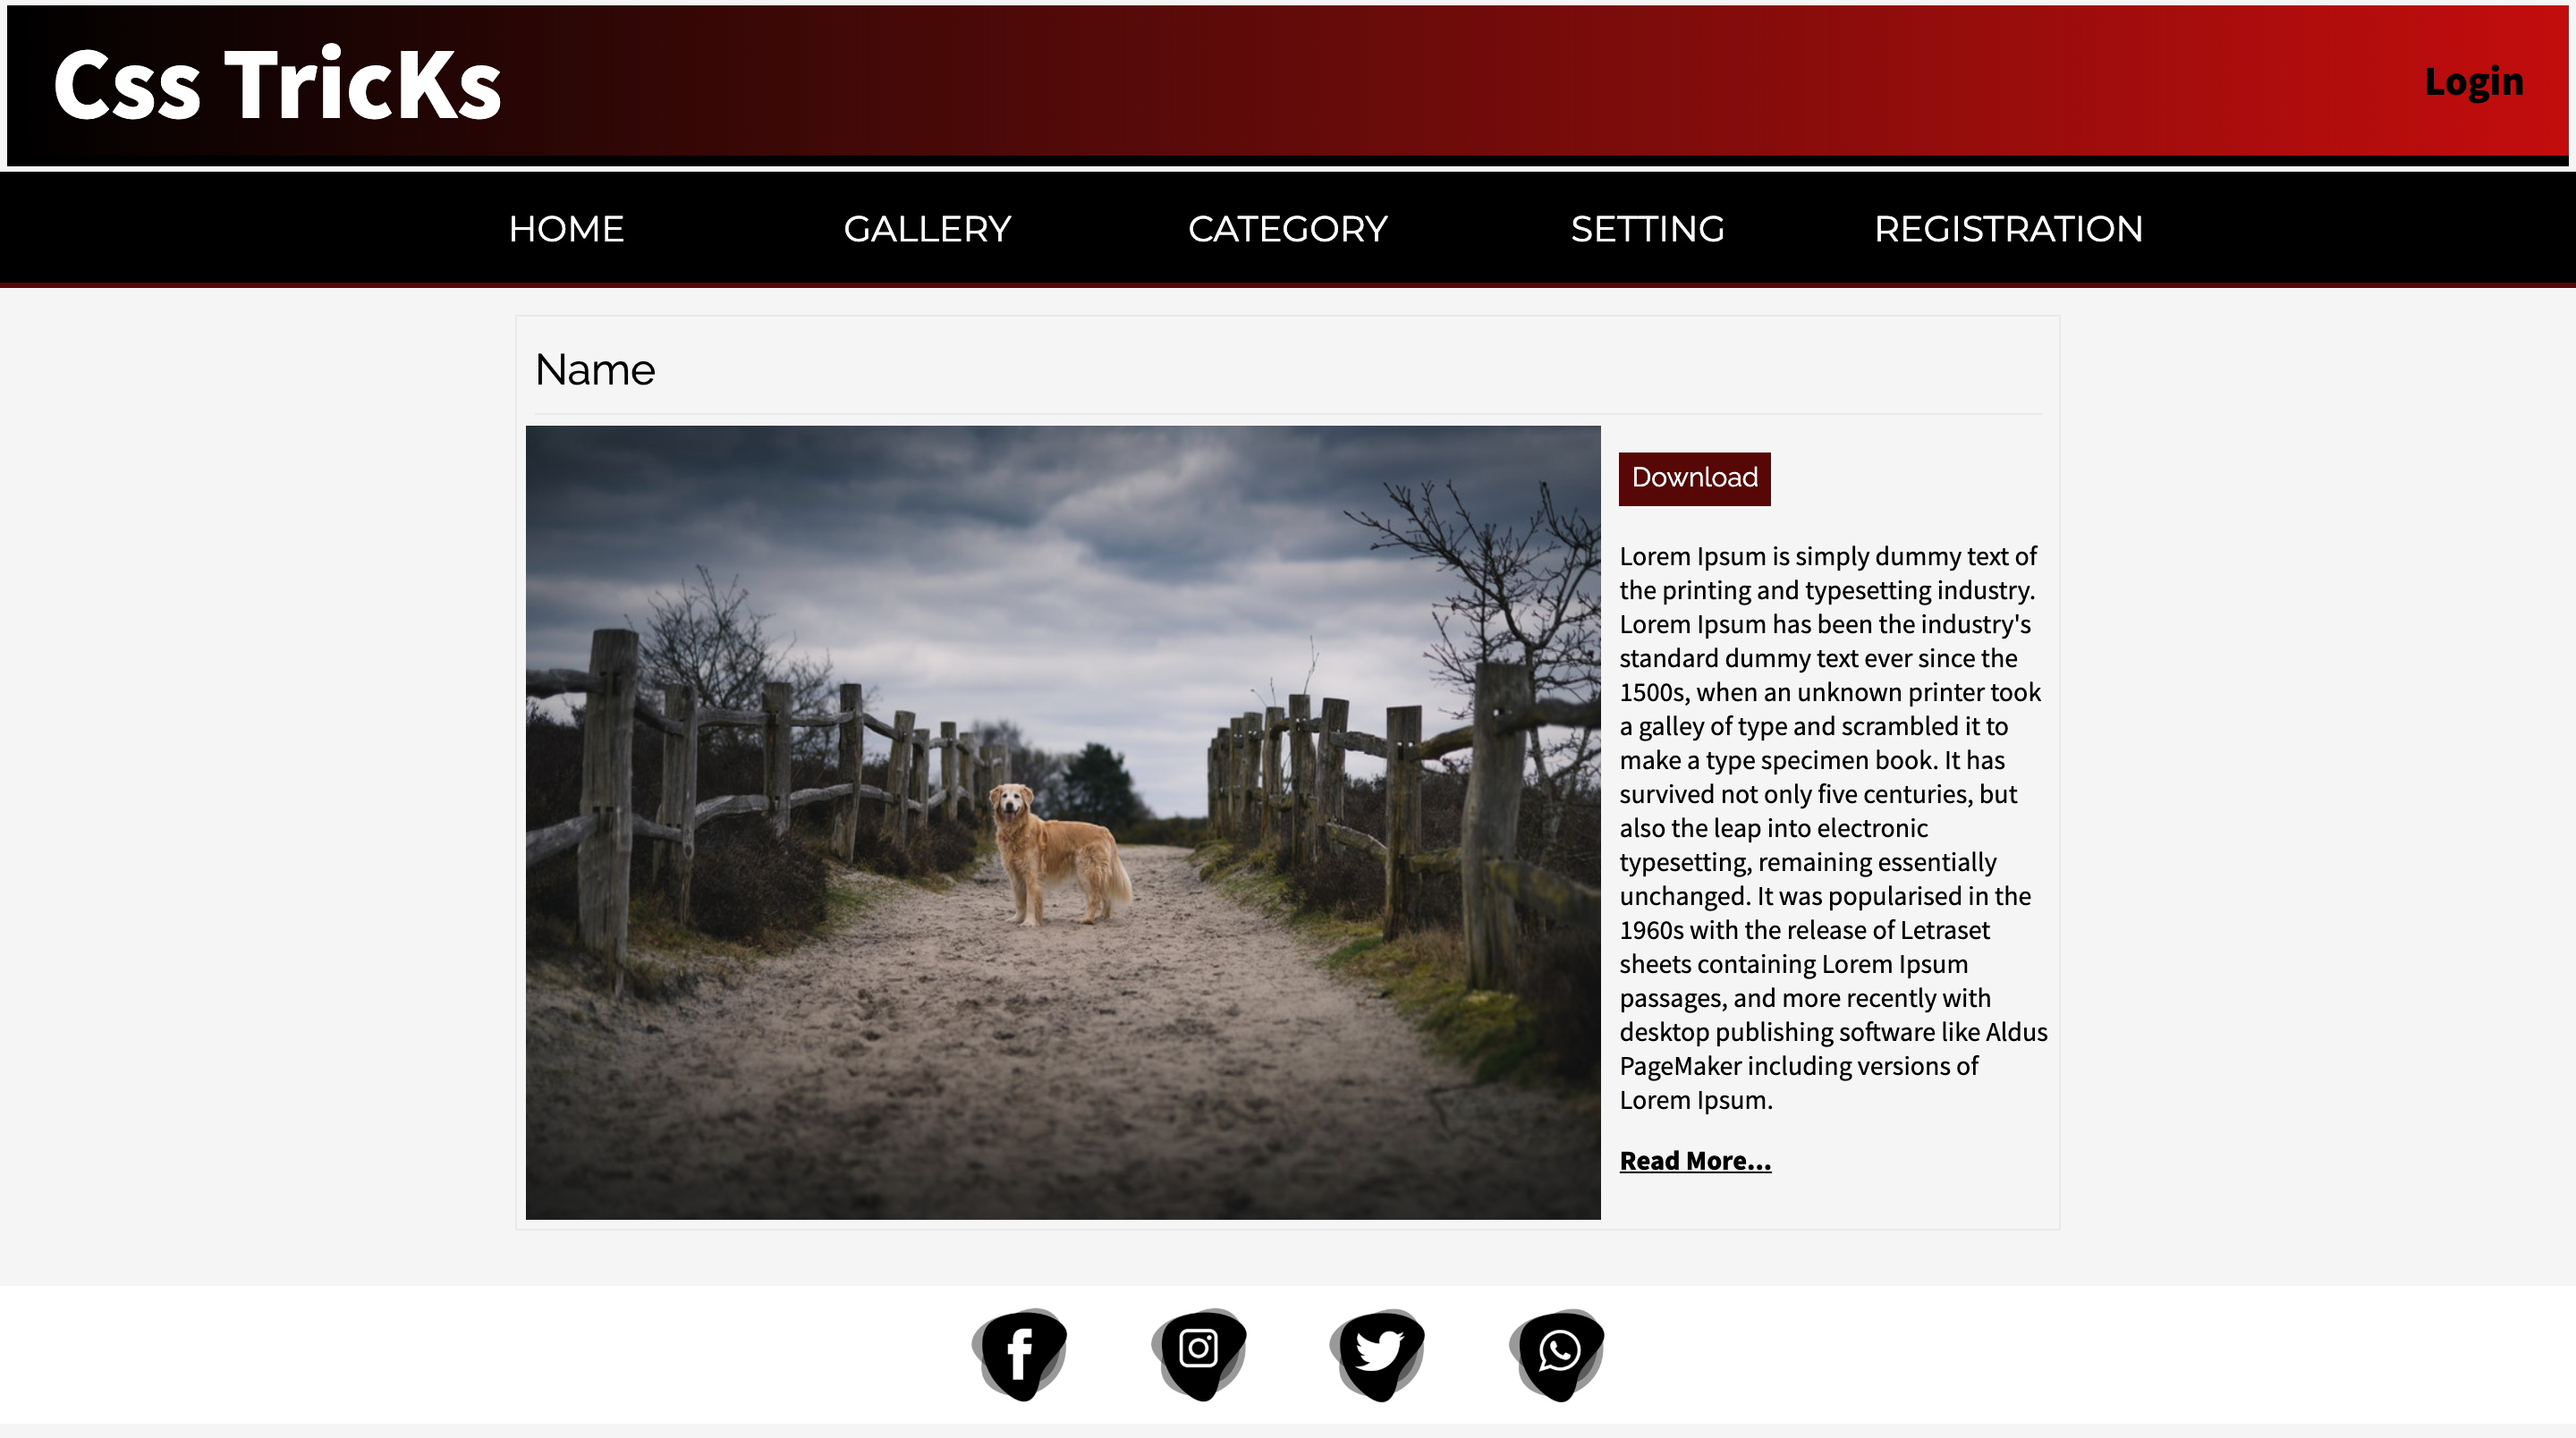 Css TricKs
Login
HOME GALLERY CATEGORY SETTING REGISTRATION
Name
Download
Lorem Ipsum is simply dummy text of
the printing and typesetting industry.
Lorem Ipsum has been the industry's
standard dummy text ever since the
1500s, when an unknown printer took
a galley of type and scrambled it to
make a type specimen book. It has
survived not only five centuries, but
also the leap into electronic
typesetting, remaining essentially
unchanged. It was popularised in the
1960s with the release of Letraset
sheets containing Lorem Ipsum
passages, and more recently with
desktop publishing software like Aldus
PageMaker including versions of
Lorem Ipsum.
Read More...